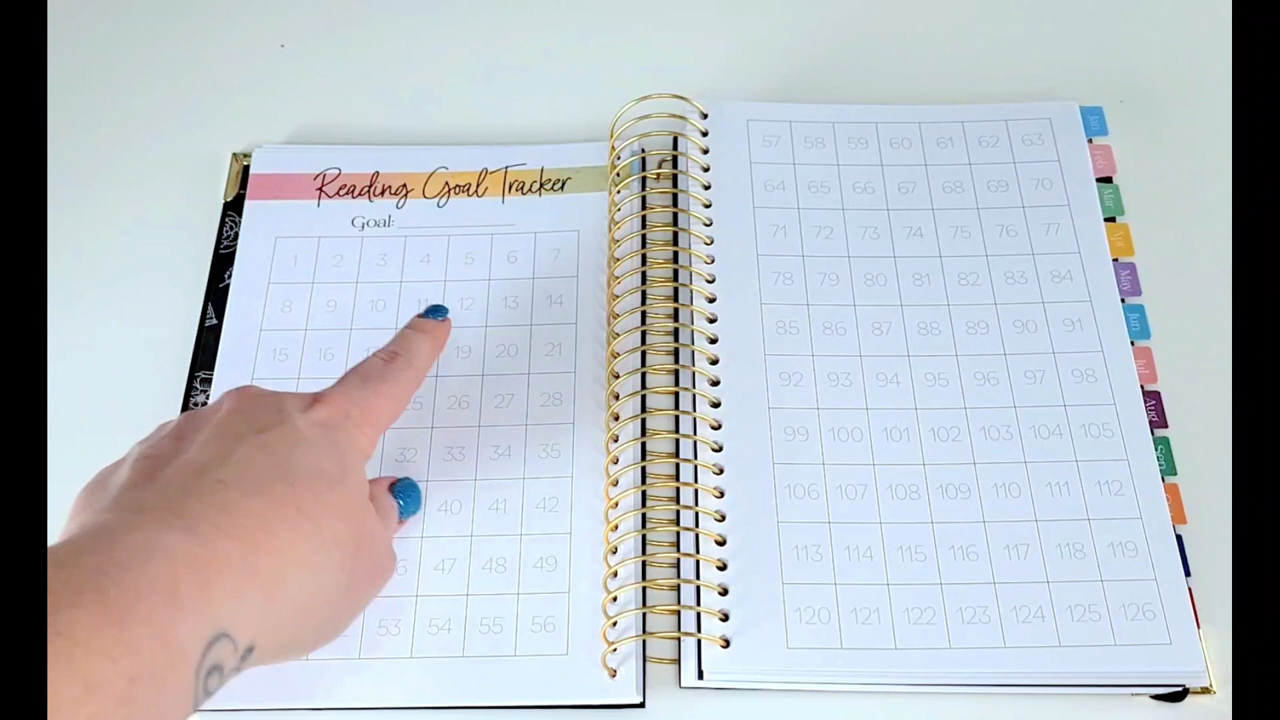 Reading Goal Tracker
Goal:
1 2 3 4 5 6 7
8 9 10 11 12 13 14
15 16 19 20 21
25 26 27 28
32 33 34 35
40 41 42
47 48 49
53 54 55 56
57 58 59 60 61 62 63
64 65 66 67 68 69 70
71 72 73 74 75 76 77
78 79 80 81 82 83 84
85 86 87 88 89 90 91
92 93 94 95 96 97 98
99 100 101 102 103 104 105
106 107 108 109 110 111 112
113 114 115 116 117 118 119
120 121 122 123 124 125 126
Jan
Feb
Mar
Apr
May
Jun
Jul
Aug
Sep